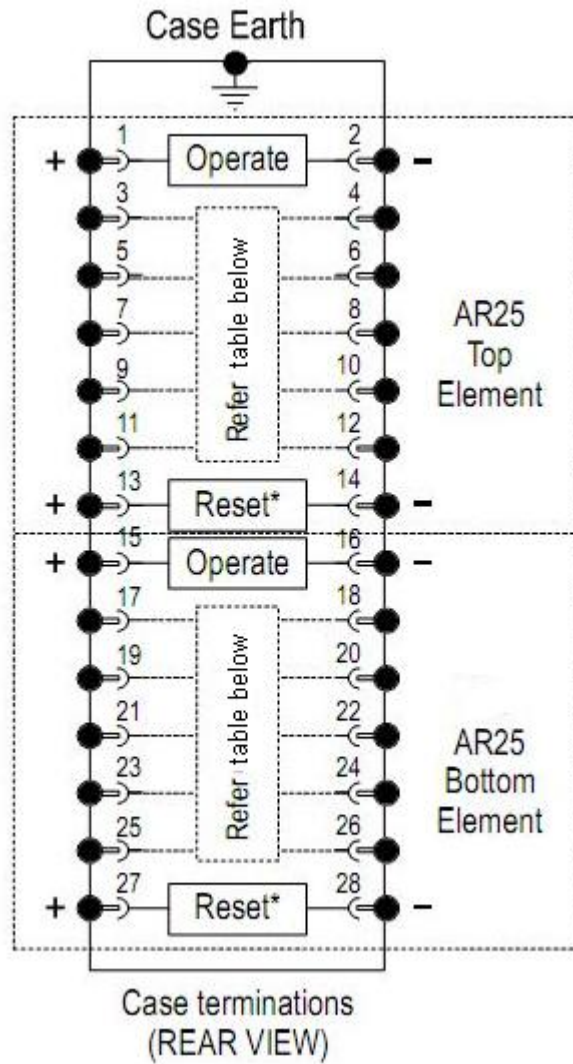 Case Earth
1 2
+ Operate −
3 4
5 6
7 8
9 10
11 12
Refer table below
AR25
Top
Element
13 14
+ Reset* −
15 16
+ Operate −
17 18
19 20
21 22
23 24
25 26
Refer table below
AR25
Bottom
Element
27 28
+ Reset* −
Case terminations
(REAR VIEW)